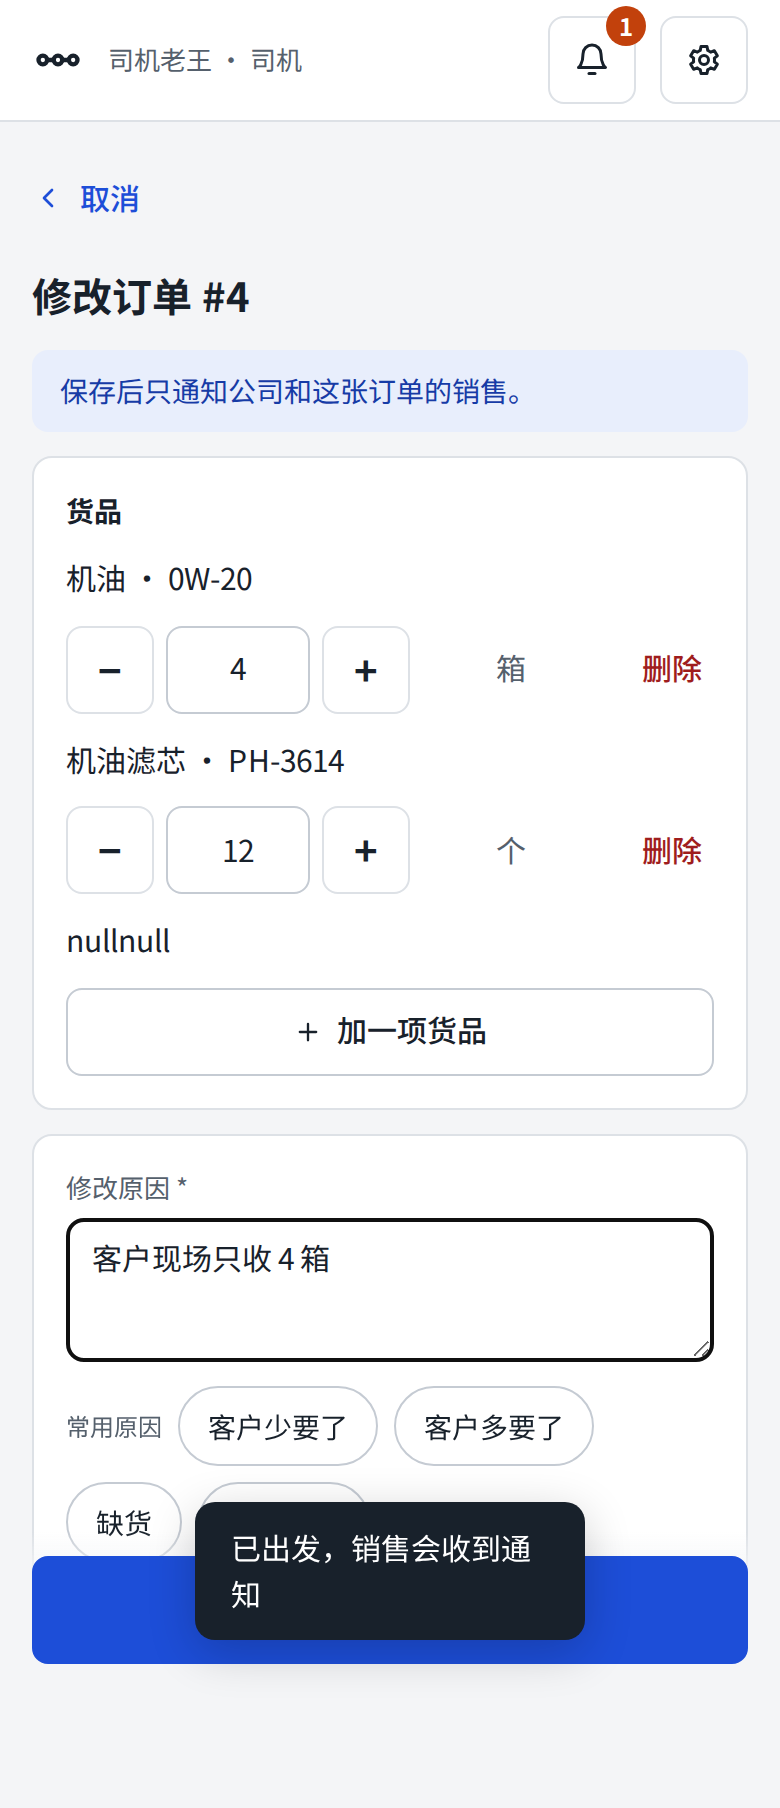 司机老王 · 司机
1
取消
修改订单 #4
保存后只通知公司和这张订单的销售。
货品
机油 · 0W-20
− 4 + 箱 删除
机油滤芯 · PH-3614
− 12 + 个 删除
nullnull
+ 加一项货品
修改原因 *
客户现场只收 4 箱
常用原因 客户少要了 客户多要了
缺货
已出发，销售会收到通
知